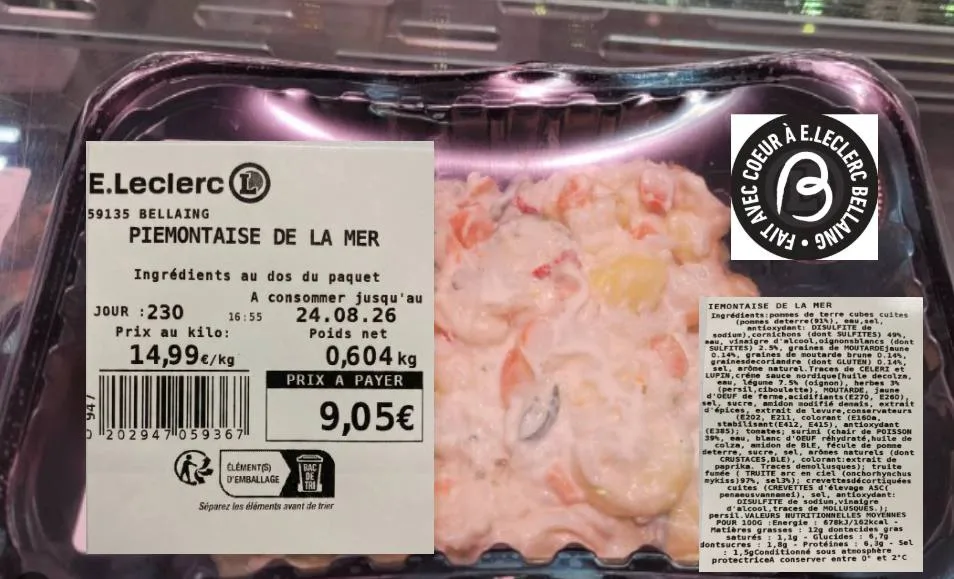 E.Leclerc L
59135 BELLAING
PIEMONTAISE DE LA MER
Ingrédients au dos du paquet
A consommer jusqu'au
JOUR :230 16:55 24.08.26
Prix au kilo: Poids net
14,99€/kg 0,604 kg
PRIX A PAYER
9,05€
0 202947 059367
947
ÉLÉMENT(S)
D'EMBALLAGE
BAC
DE
TRI
Séparez les éléments avant de trier
FAIT AVEC COEUR À E.LECLERC BELLAING •
IEMONTAISE DE LA MER
Ingrédients:pommes de terre cubes cuites
(pommes deterre(91%), eau,sel,
antioxydant: DISULFITE de
sodium),cornichons (dont SULFITES) 49%,
eau, vinaigre d'alcool,oignonsblancs (dont
SULFITES) 2.5%, graines de MOUTARDEjaune
0.14%, graines de moutarde brune 0.14%,
grainesdecoriandre (dont GLUTEN) 0.14%,
sel, arôme naturel.Traces de CELERI et
LUPIN,crème sauce nordique[huile decolza,
eau, légume 7.5% (oignon), herbes 3%
(persil,ciboulette), MOUTARDE, jaune
d'OEUF de ferme,acidifiants(E270, E260),
sel, sucre, amidon modifié demaïs, extrait
d'épices, extrait de levure,conservateurs
(E202, E211, colorant (E160a,
stabilisant(E412, E415), antioxydant
(E385); tomates; surimi (chair de POISSON
39%, eau, blanc d'OEUF réhydraté,huile de
colza, amidon de BLE, fécule de pomme
deterre, sucre, sel, arômes naturels (dont
CRUSTACES,BLE), colorant:extrait de
paprika. Traces demollusques); truite
fumée ( TRUITE arc en ciel (onchorhynchus
mykiss)97%, sel3%); crevettesdécortiquées
cuites (CREVETTES d'élevage ASC(
penaeusvannamei), sel, antioxydant:
DISULFITE de sodium,vinaigre
d'alcool,traces de MOLLUSQUES.);
persil.VALEURS NUTRITIONNELLES MOYENNES
POUR 100G :Energie : 678kJ/162kcal -
Matières grasses : 12g dontacides gras
saturés : 1,1g - Glucides : 6,7g
dontsucres : 1,8g - Protéines : 6,3g - Sel
: 1,5gConditionné sous atmosphère
protectriceA conserver entre 0° et 2°C